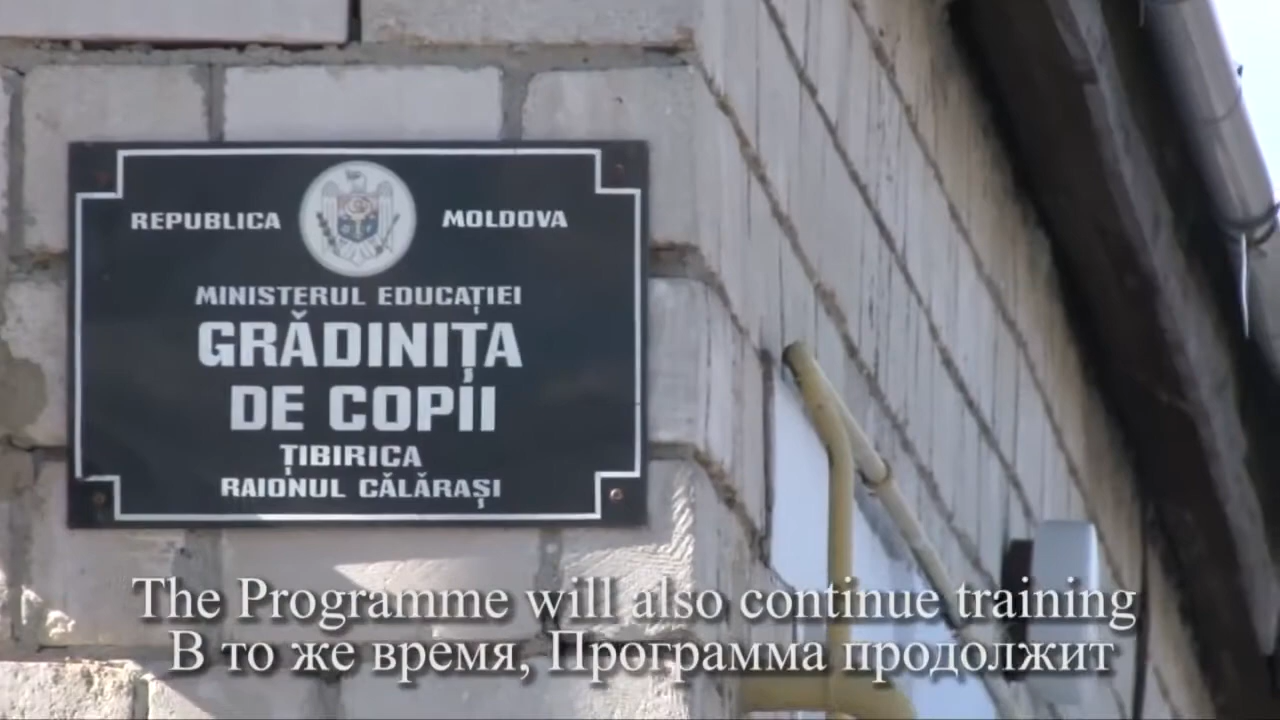 REPUBLICA MOLDOVA
MINISTERUL EDUCAȚIEI
GRĂDINIȚA
DE COPII
ȚIBIRICA
RAIONUL CĂLĂRAȘI
The Programme will also continue training
В то же время, Программа продолжит